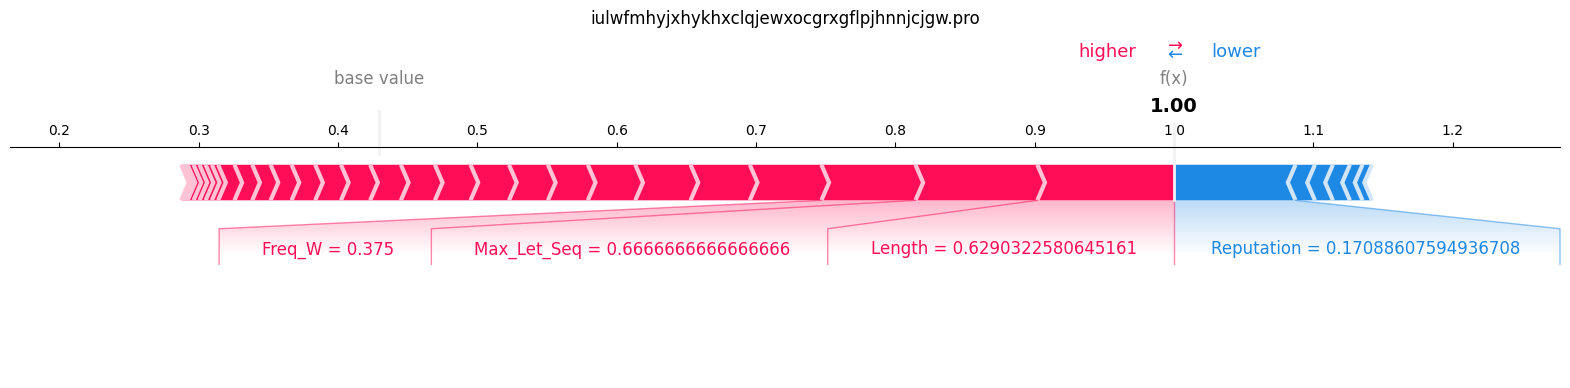 iulwfmhyjxhykhxclqjewxocgrxgflpjhnnjcjgw.pro
higher ⇄ lower
base value f(x)
1.00
0.2 0.3 0.4 0.5 0.6 0.7 0.8 0.9 1.0 1.1 1.2
Freq_W = 0.375 Max_Let_Seq = 0.6666666666666666 Length = 0.6290322580645161 Reputation = 0.17088607594936708